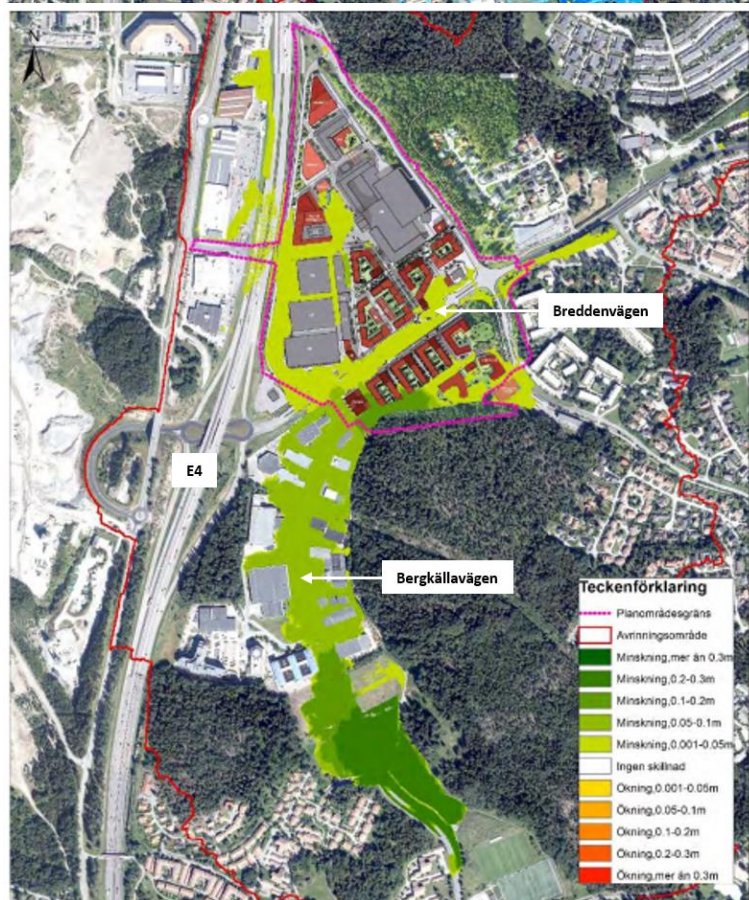 N
Breddenvägen
E4
Bergkällavägen
Teckenförklaring
Planområdesgräns
Avrinningsområde
Minskning,mer än 0.3m
Minskning,0.2-0.3m
Minskning,0.1-0.2m
Minskning,0.05-0.1m
Minskning,0.001-0.05m
Ingen skillnad
Ökning,0.001-0.05m
Ökning,0.05-0.1m
Ökning,0.1-0.2m
Ökning,0.2-0.3m
Ökning,mer än 0.3m